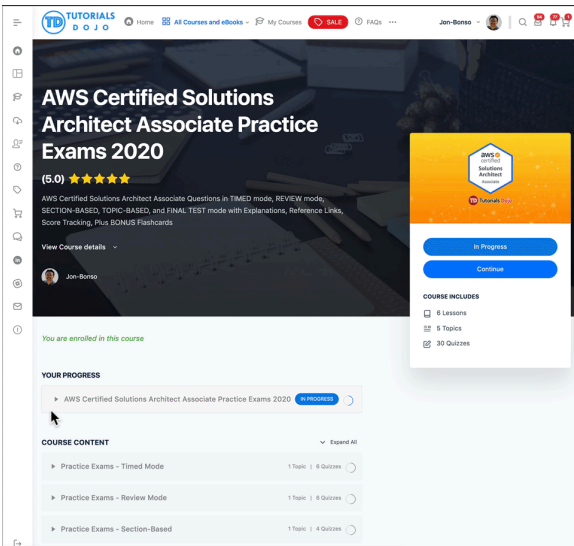 TD TUTORIALS DOJO
Home
All Courses and eBooks
My Courses
SALE
FAQs
Jon-Bonso
94
77
AWS Certified Solutions
Architect Associate Practice
Exams 2020
(5.0)
AWS Certified Solutions Architect Associate Questions in TIMED mode, REVIEW mode,
SECTION-BASED, TOPIC-BASED, and FINAL TEST mode with Explanations, Reference Links,
Score Tracking, Plus BONUS Flashcards
View Course details
Jon-Bonso
aws
certified
Solutions
Architect
Associate
TD Tutorials Dojo
In Progress
Continue
COURSE INCLUDES
6 Lessons
5 Topics
30 Quizzes
You are enrolled in this course
YOUR PROGRESS
AWS Certified Solutions Architect Associate Practice Exams 2020 IN PROGRESS
COURSE CONTENT
Expand All
Practice Exams - Timed Mode
1 Topic | 6 Quizzes
Practice Exams - Review Mode
1 Topic | 6 Quizzes
Practice Exams - Section-Based
1 Topic | 4 Quizzes